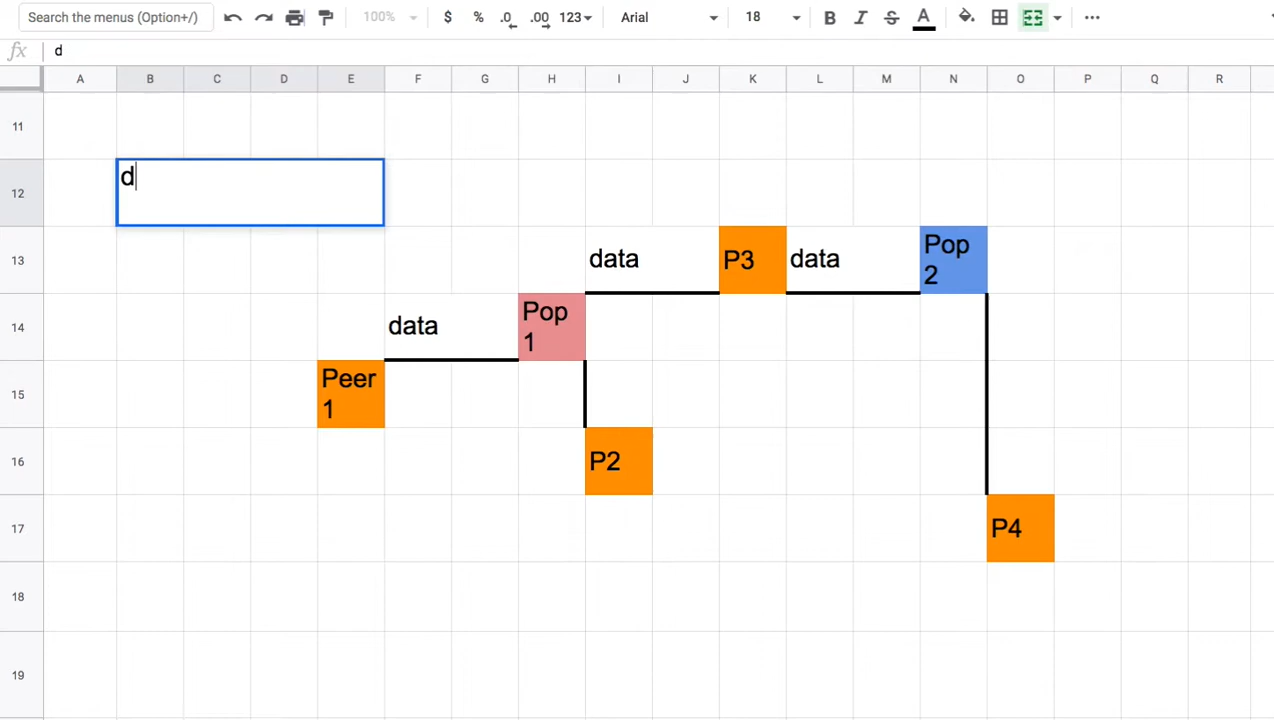 Search the menus (Option+/)
100%
$ % .0 .00 123
Arial
18
B I S A
fx d
A B C D E F G H I J K L M N O P Q R
11
12
d
13
data
P3
data
Pop
2
14
data
Pop
1
15
Peer
1
16
P2
17
P4
18
19